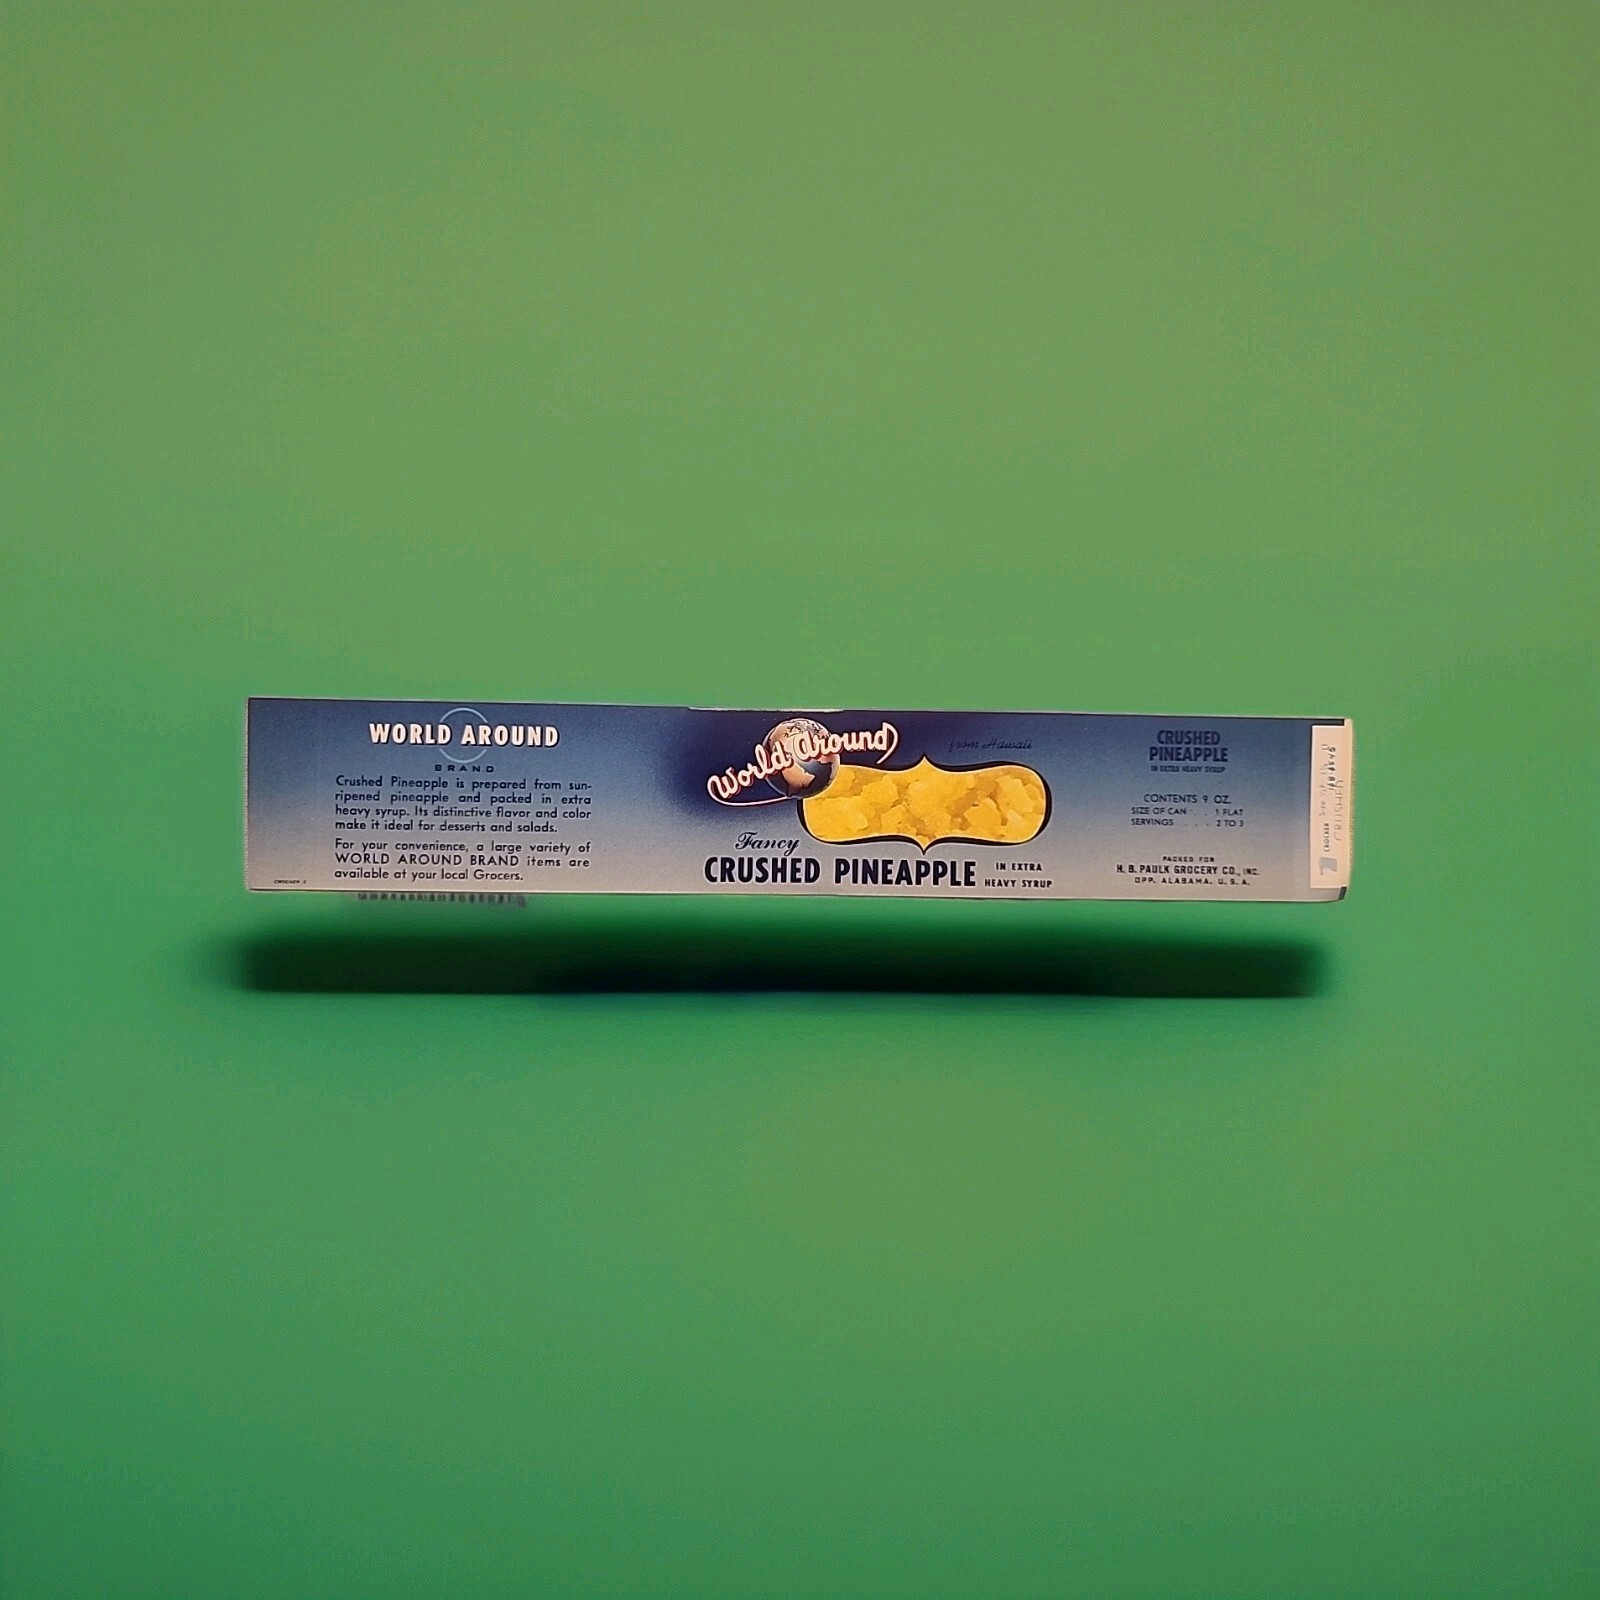 WORLD AROUND
BRAND
Crushed Pineapple is prepared from sun-
ripened pineapple and packed in extra
heavy syrup. Its distinctive flavor and color
make it ideal for desserts and salads.
For your convenience, a large variety of
WORLD AROUND BRAND items are
available at your local Grocers.
World Around
from Hawaii
Fancy
CRUSHED PINEAPPLE
IN EXTRA
HEAVY SYRUP
CRUSHED
PINEAPPLE
IN EXTRA HEAVY SYRUP
CONTENTS 9 OZ.
SIZE OF CAN . . 1 FLAT
SERVINGS . . . 2 TO 3
PACKED FOR
H. B. PAULK GROCERY CO., INC.
OPP, ALABAMA, U. S. A.
CROCKER